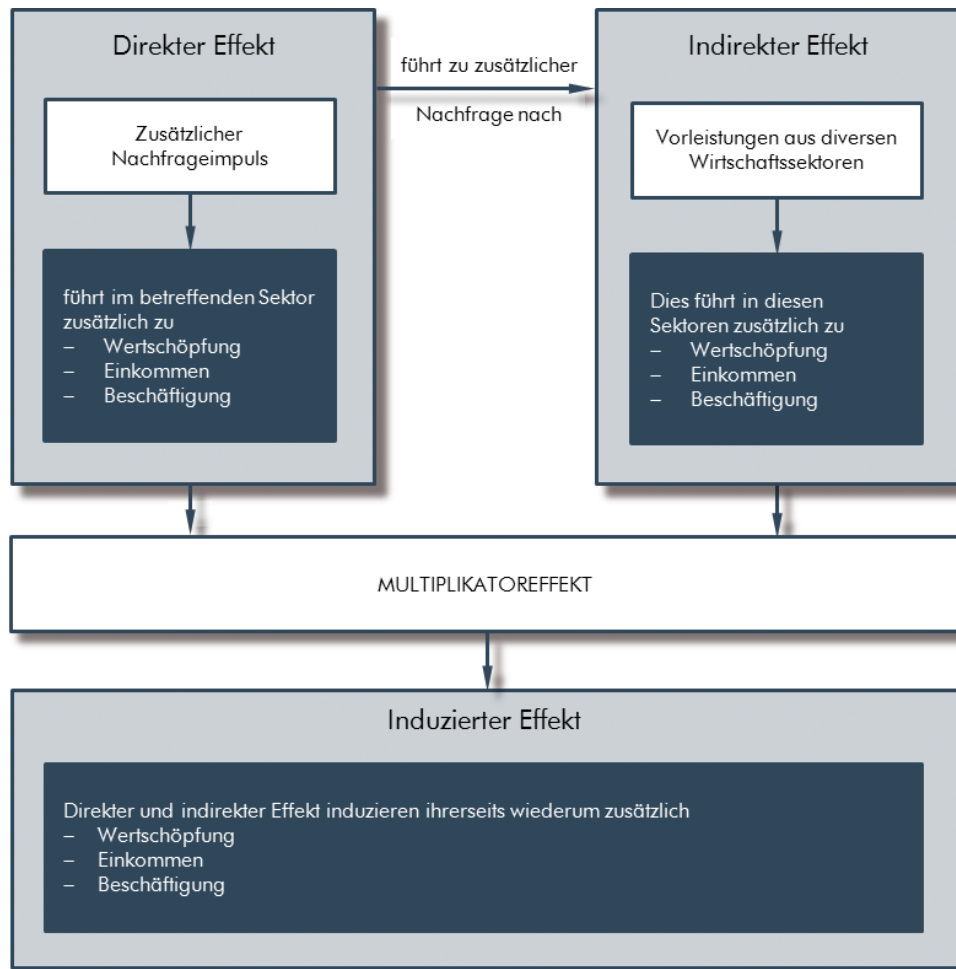 Direkter Effekt
Zusätzlicher
Nachfrageimpuls
führt im betreffenden Sektor
zusätzlich zu
– Wertschöpfung
– Einkommen
– Beschäftigung
führt zu zusätzlicher
Nachfrage nach
Indirekter Effekt
Vorleistungen aus diversen
Wirtschaftssektoren
Dies führt in diesen
Sektoren zusätzlich zu
– Wertschöpfung
– Einkommen
– Beschäftigung
MULTIPLIKATOREFFEKT
Induzierter Effekt
Direkter und indirekter Effekt induzieren ihrerseits wiederum zusätzlich
– Wertschöpfung
– Einkommen
– Beschäftigung